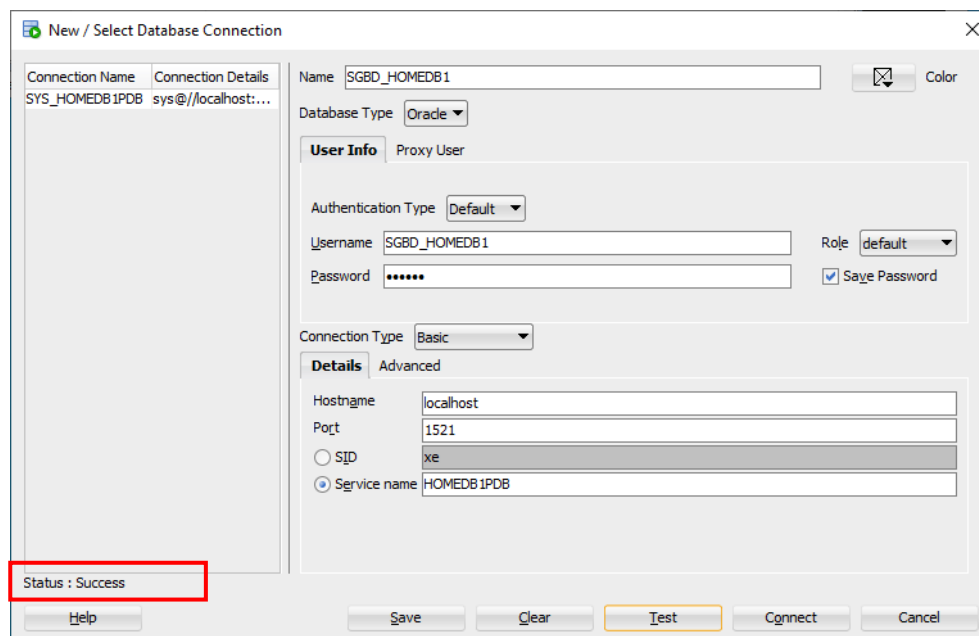 New / Select Database Connection
Connection Name Connection Details
SYS_HOMEDB1PDB sys@//localhost:...
Name SGBD_HOMEDB1 Color
Database Type Oracle
User Info Proxy User
Authentication Type Default
Username SGBD_HOMEDB1 Role default
Password •••••• Save Password
Connection Type Basic
Details Advanced
Hostname localhost
Port 1521
SID xe
Service name HOMEDB1PDB
Status : Success
Help Save Clear Test Connect Cancel